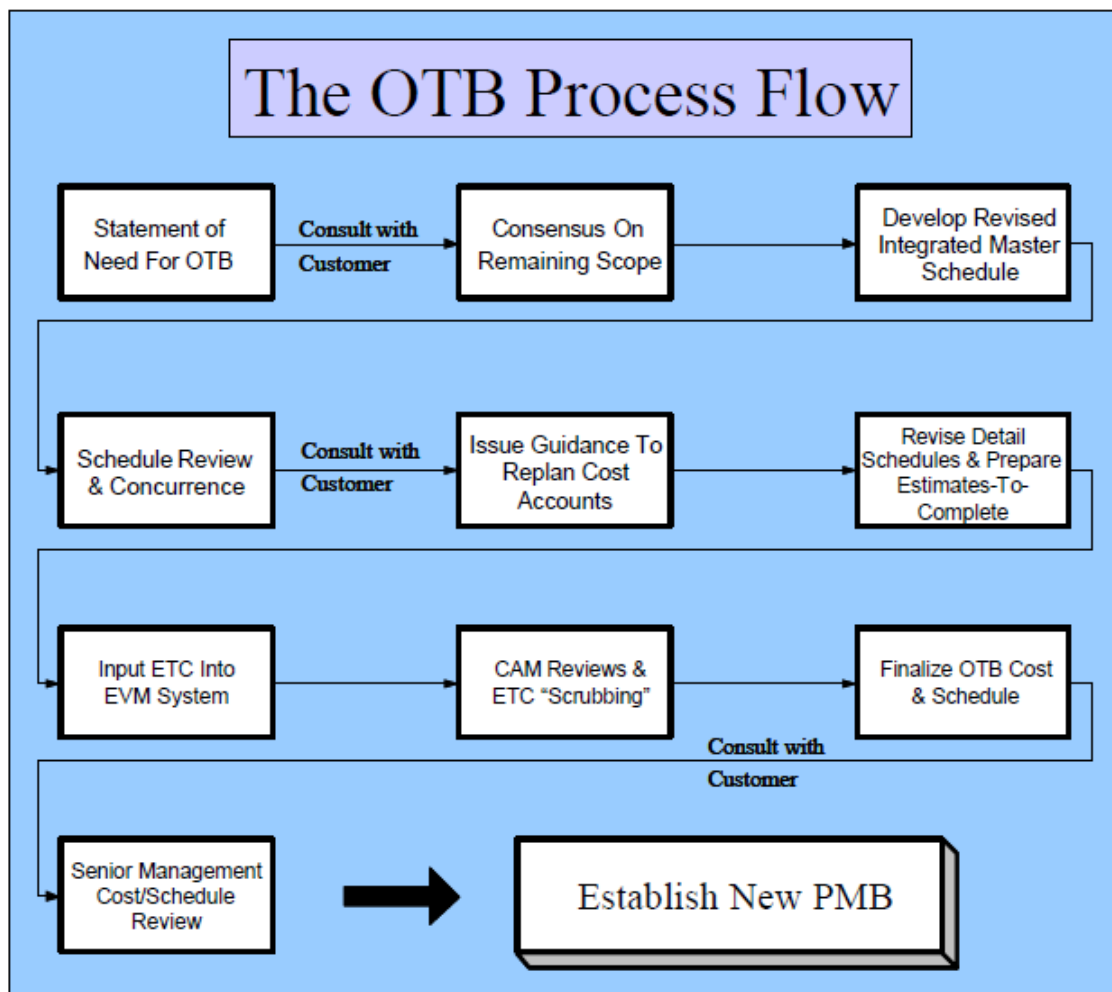 The OTB Process Flow
Statement of
Need For OTB
Consult with
Customer
Consensus On
Remaining Scope
Develop Revised
Integrated Master
Schedule
Schedule Review
& Concurrence
Consult with
Customer
Issue Guidance To
Replan Cost
Accounts
Revise Detail
Schedules & Prepare
Estimates-To-
Complete
Input ETC Into
EVM System
CAM Reviews &
ETC “Scrubbing”
Finalize OTB Cost
& Schedule
Consult with
Customer
Senior Management
Cost/Schedule
Review
Establish New PMB